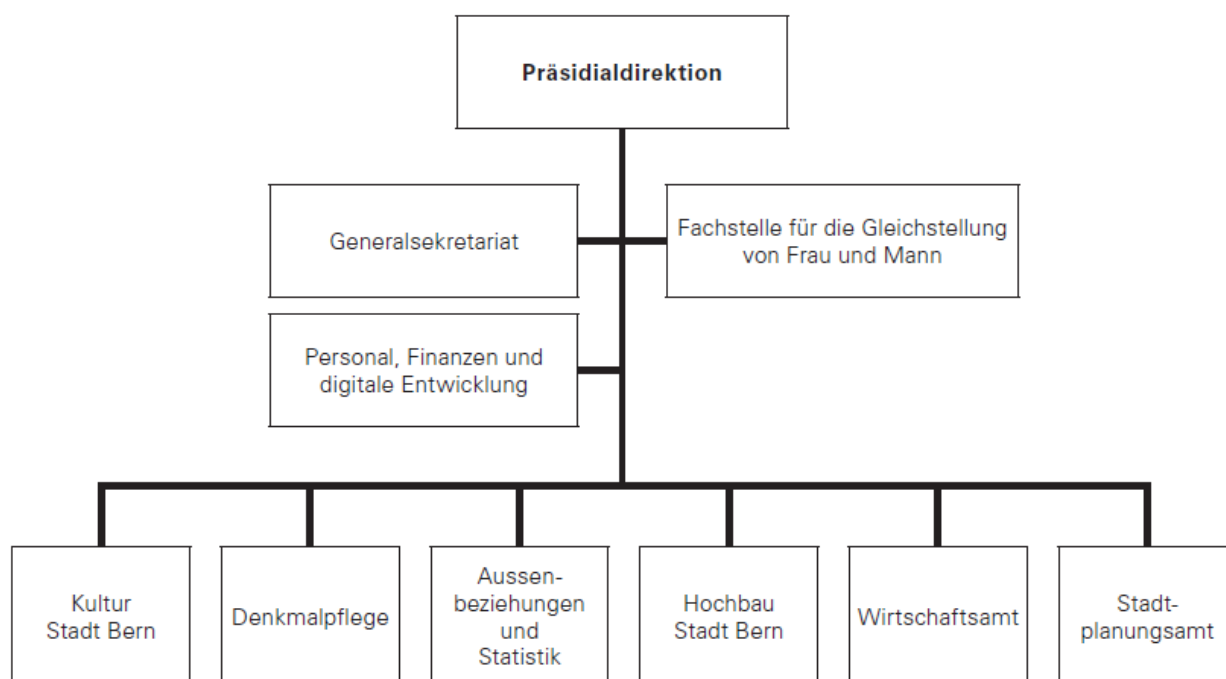 Präsidialdirektion
Generalsekretariat
Fachstelle für die Gleichstellung
von Frau und Mann
Personal, Finanzen und
digitale Entwicklung
Kultur
Stadt Bern
Denkmalpflege
Aussen-
beziehungen
und
Statistik
Hochbau
Stadt Bern
Wirtschaftsamt
Stadt-
planungsamt